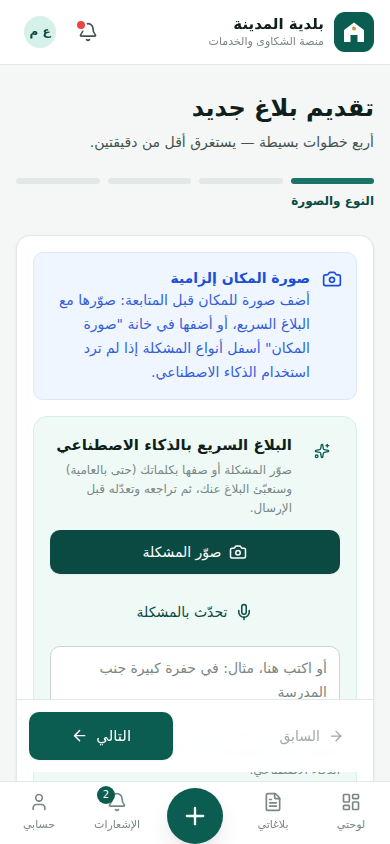 بلدية المدينة
منصة الشكاوى والخدمات
ع م
تقديم بلاغ جديد
أربع خطوات بسيطة — يستغرق أقل من دقيقتين.
النوع والصورة
صورة المكان إلزامية
أضف صورة للمكان قبل المتابعة: صوّرها مع
البلاغ السريع، أو أضفها في خانة "صورة
المكان" أسفل أنواع المشكلة إذا لم ترد
استخدام الذكاء الاصطناعي.
البلاغ السريع بالذكاء الاصطناعي
صوّر المشكلة أو صفها بكلماتك (حتى بالعامية)
وسنعبّئ البلاغ عنك، ثم تراجعه وتعدّله قبل
الإرسال.
صوّر المشكلة
تحدّث بالمشكلة
أو اكتب هنا، مثال: في حفرة كبيرة جنب
المدرسة
السابق
التالي
لوحتي
بلاغاتي
2
الإشعارات
حسابي